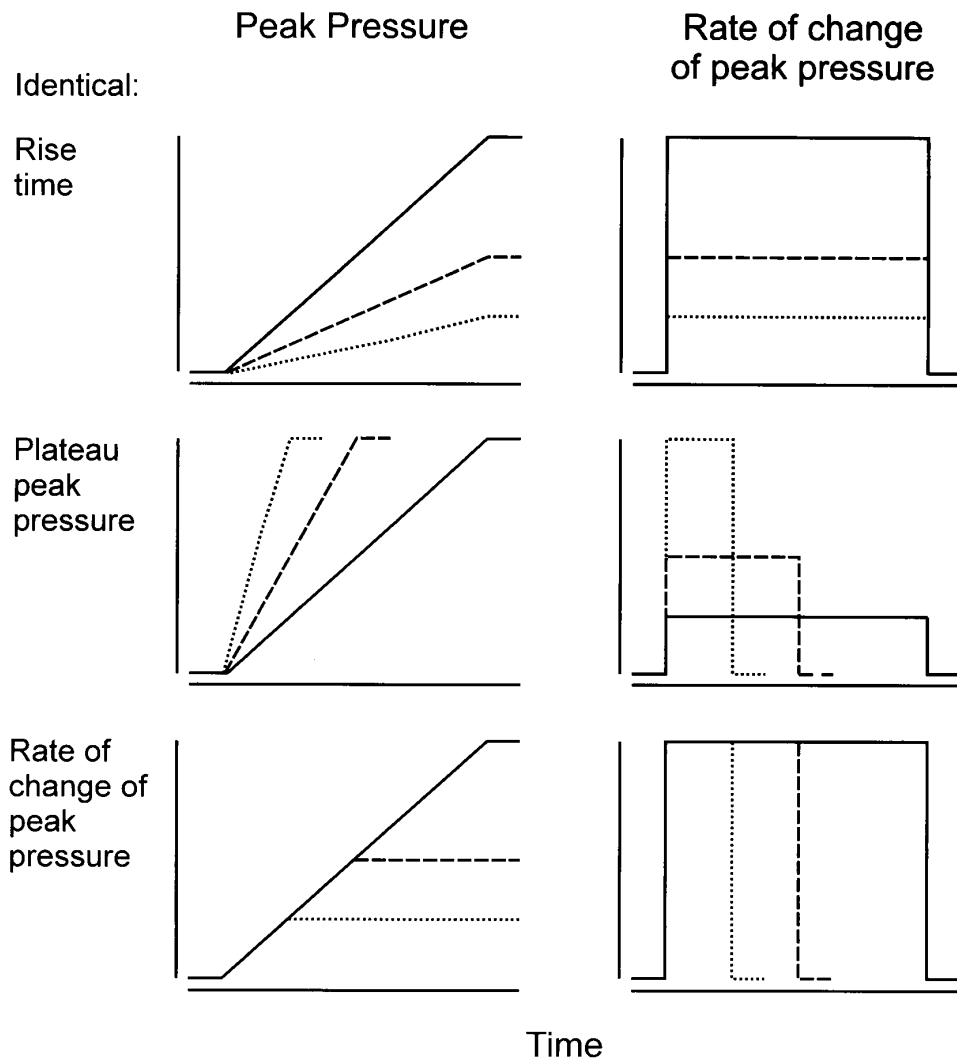 Peak Pressure
Rate of change
of peak pressure
Identical:
Rise
time
Plateau
peak
pressure
Rate of
change of
peak
pressure
Time